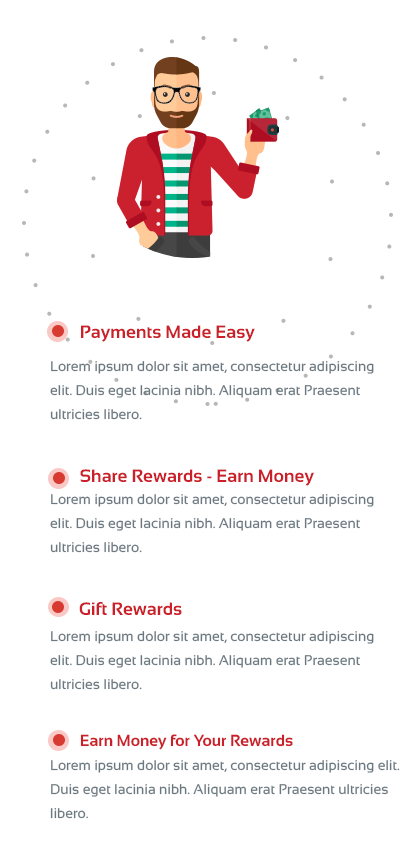 Payments Made Easy
Lorem ipsum dolor sit amet, consectetur adipiscing
elit. Duis eget lacinia nibh. Aliquam erat Praesent
ultricies libero.
Share Rewards - Earn Money
Lorem ipsum dolor sit amet, consectetur adipiscing
elit. Duis eget lacinia nibh. Aliquam erat Praesent
ultricies libero.
Gift Rewards
Lorem ipsum dolor sit amet, consectetur adipiscing
elit. Duis eget lacinia nibh. Aliquam erat Praesent
ultricies libero.
Earn Money for Your Rewards
Lorem ipsum dolor sit amet, consectetur adipiscing elit.
Duis eget lacinia nibh. Aliquam erat Praesent ultricies
libero.